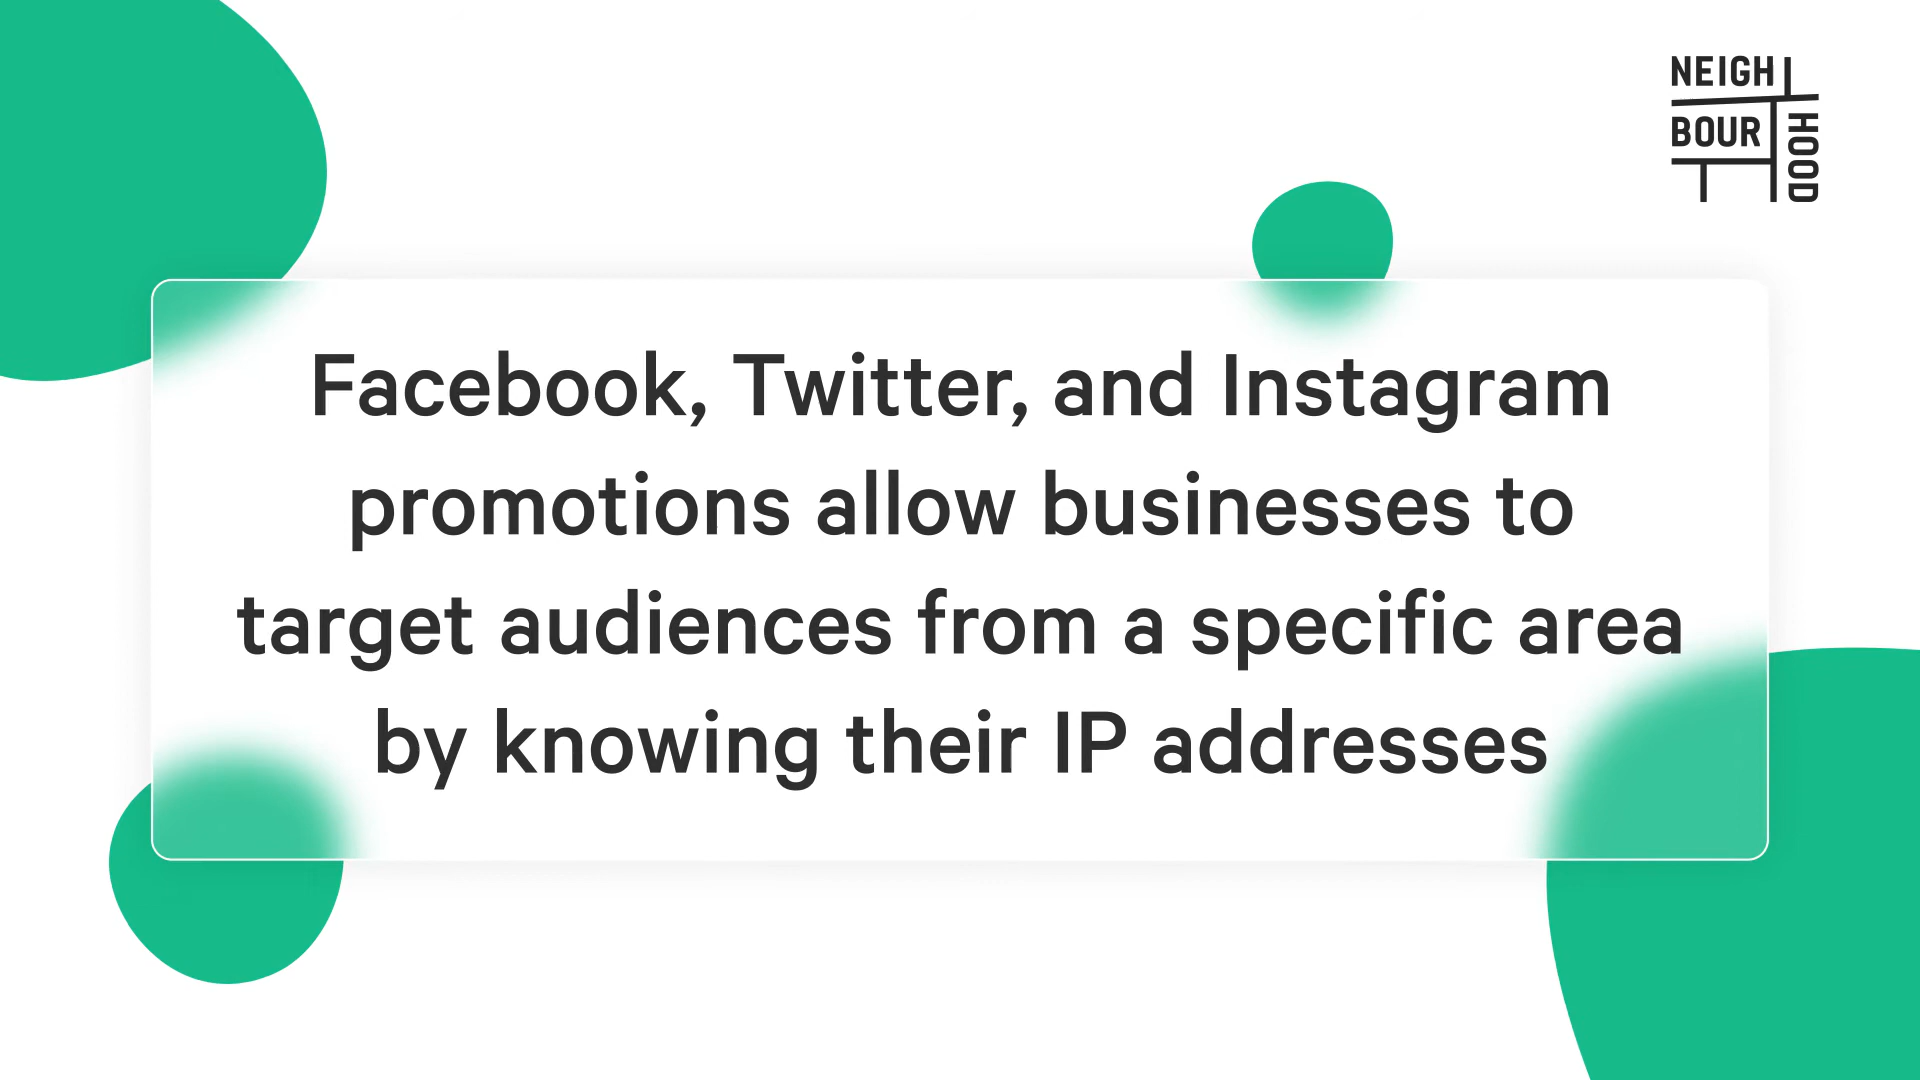 NEIGH
BOUR
HOOD
Facebook, Twitter, and Instagram
promotions allow businesses to
target audiences from a specific area
by knowing their IP addresses